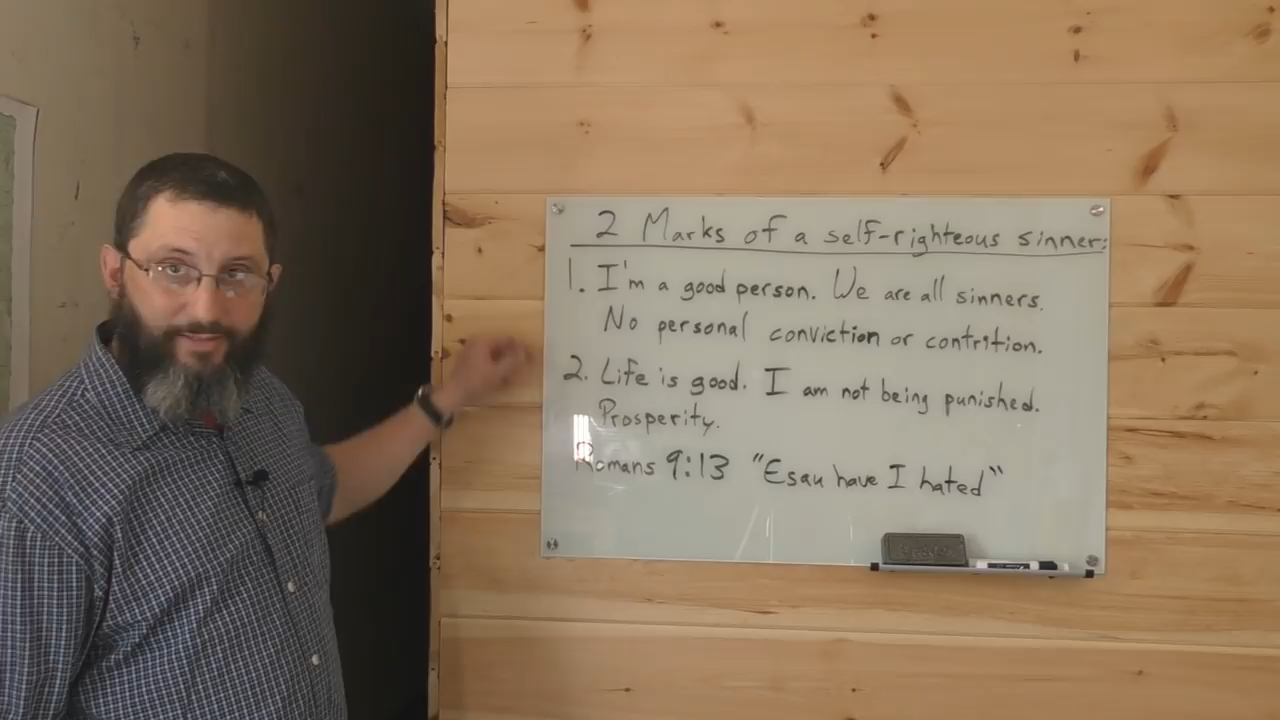 2 Marks of a self-righteous sinner:
1. I'm a good person. We are all sinners.
No personal conviction or contrition.
2. Life is good. I am not being punished.
Prosperity.
Romans 9:13 "Esau have I hated"